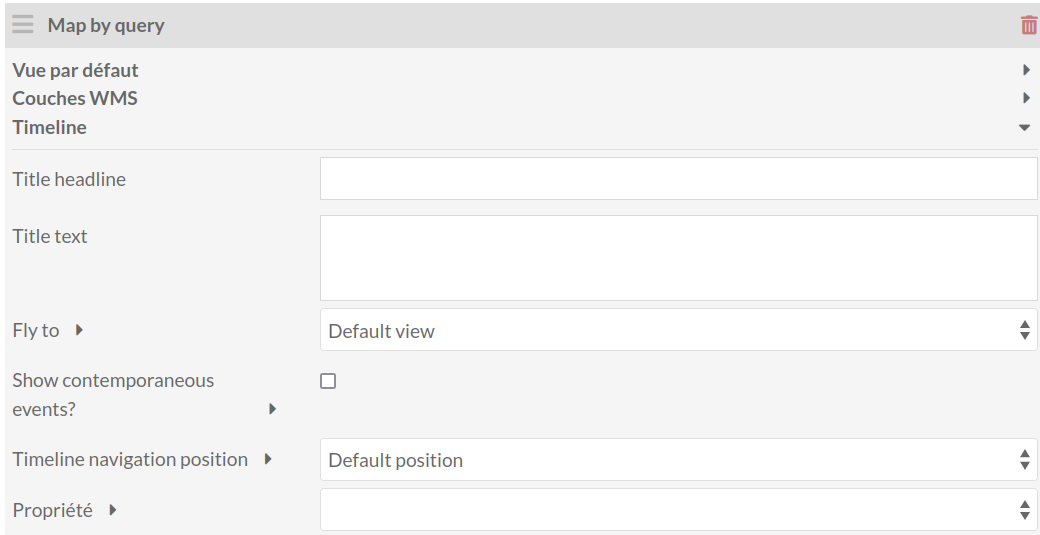 Map by query
Vue par défaut
Couches WMS
Timeline
Title headline
Title text
Fly to
Default view
Show contemporaneous
events?
Timeline navigation position
Default position
Propriété